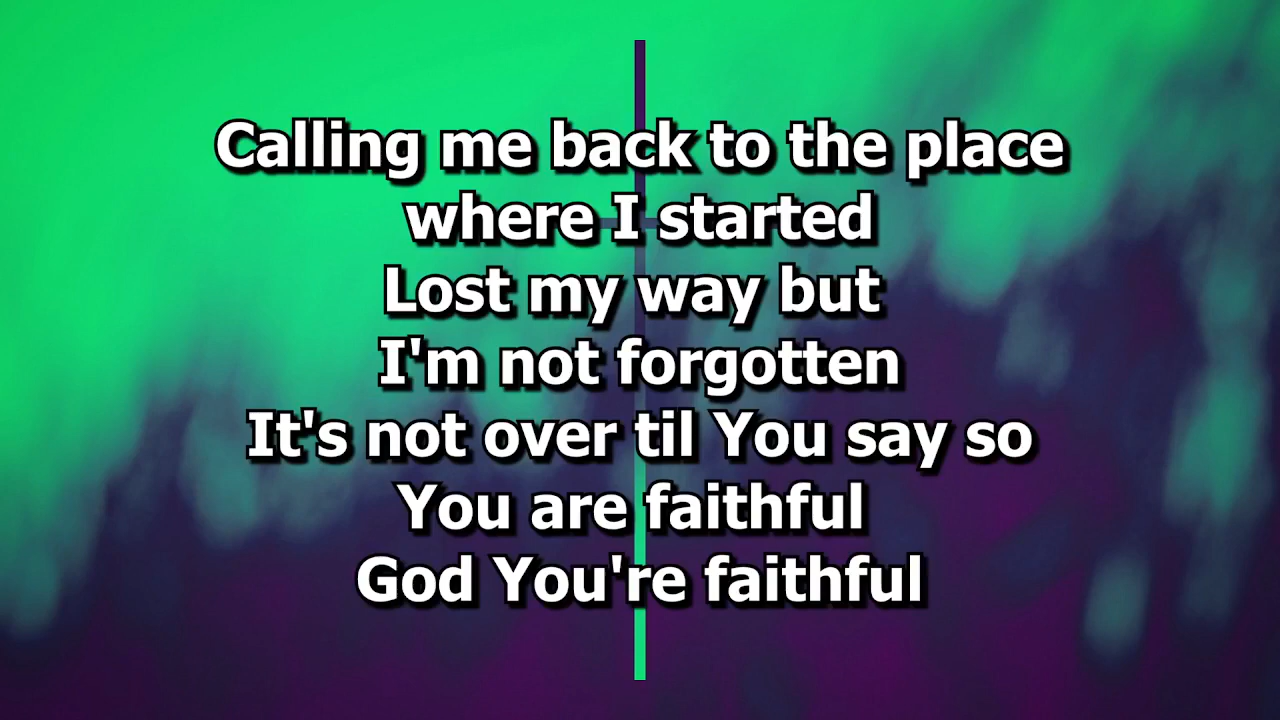 Calling me back to the place
where I started
Lost my way but
I'm not forgotten
It's not over til You say so
You are faithful
God You're faithful